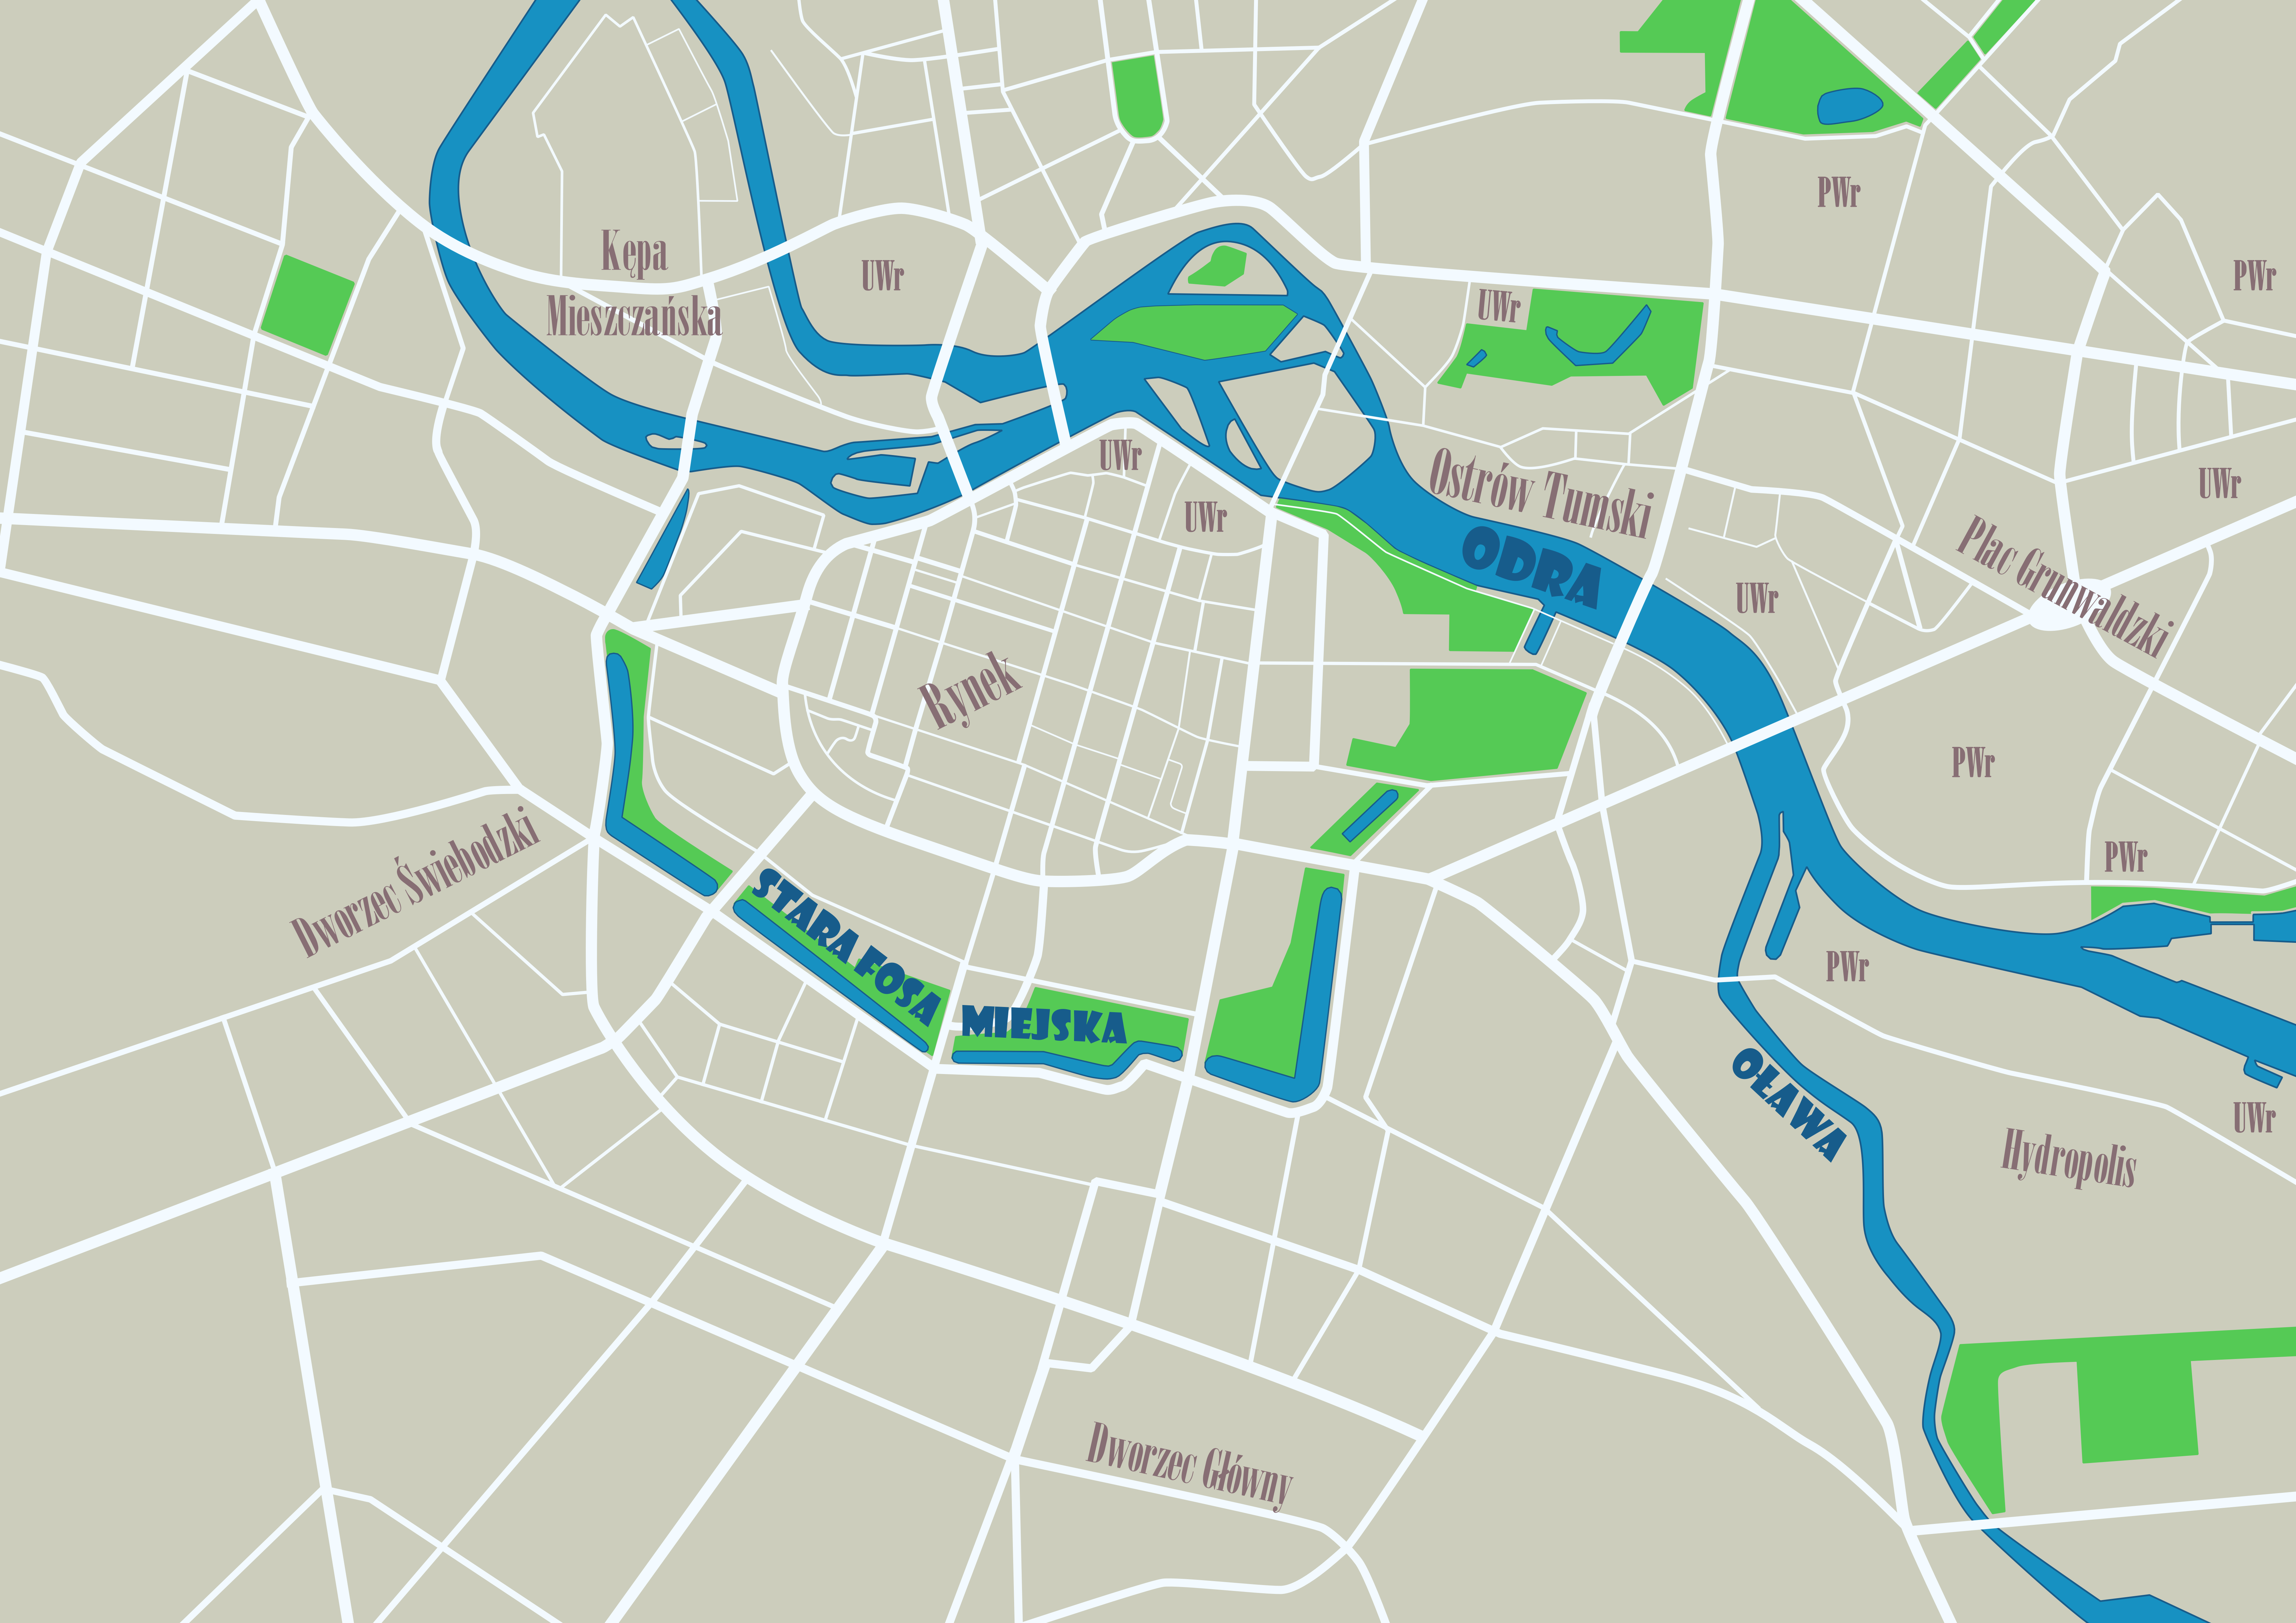 PWr
Kępa
Mieszczańska
UWr
PWr
UWr
UWr
UWr
UWr
Ostrów Tumski
ODRA
Plac Grunwaldzki
UWr
Rynek
PWr
Dworzec Świebodzki
PWr
STARA FOSA
MIEJSKA
PWr
OŁAWA
UWr
Hydropolis
Dworzec Główny